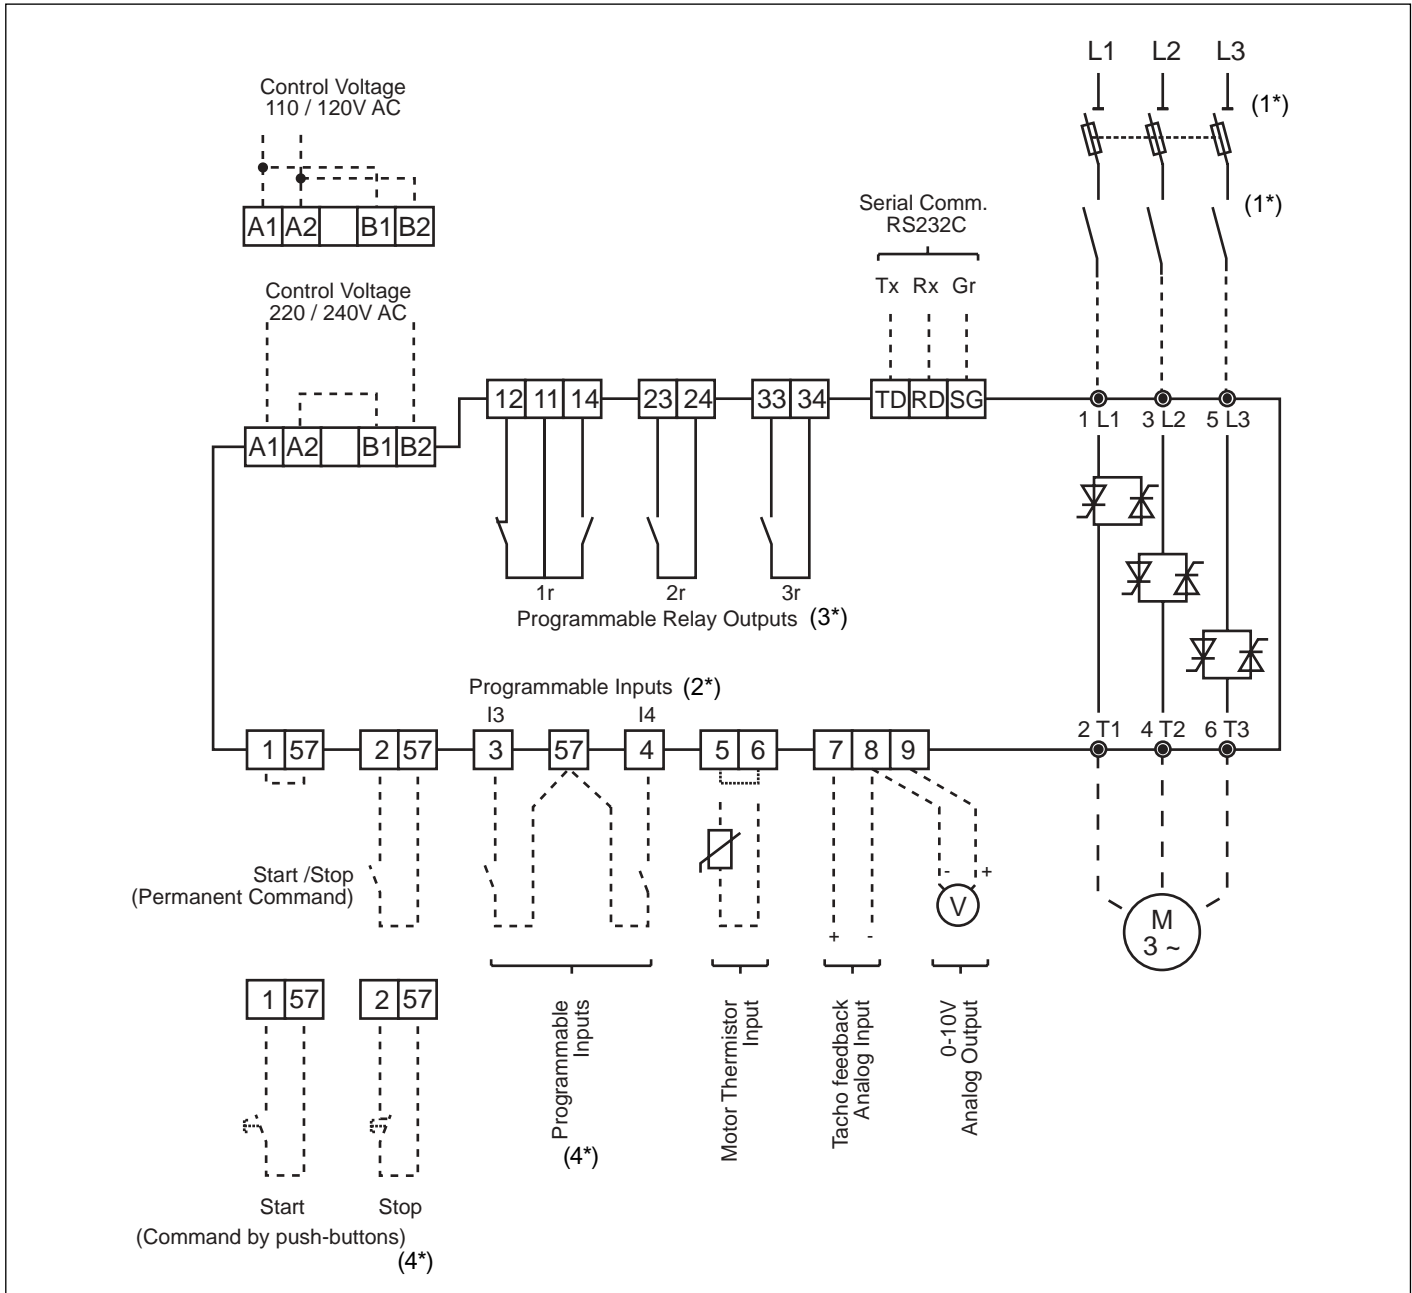 L1 L2 L3
(1*)
(1*)
Control Voltage
110 / 120V AC
A1 A2 B1 B2
Control Voltage
220 / 240V AC
A1 A2 B1 B2
Serial Comm.
RS232C
Tx Rx Gr
12 11 14 23 24 33 34 TD RD SG
1 L1 3 L2 5 L3
1r 2r 3r
Programmable Relay Outputs (3*)
Programmable Inputs (2*)
I3 I4
1 57 2 57 3 57 4 5 6 7 8 9
2 T1 4 T2 6 T3
Start /Stop
(Permanent Command)
- +
V
+ -
M
3 ~
1 57 2 57
Programmable
Inputs
(4*)
Motor Thermistor
Input
Tacho feedback
Analog Input
0-10V
Analog Output
Start Stop
(Command by push-buttons)
(4*)